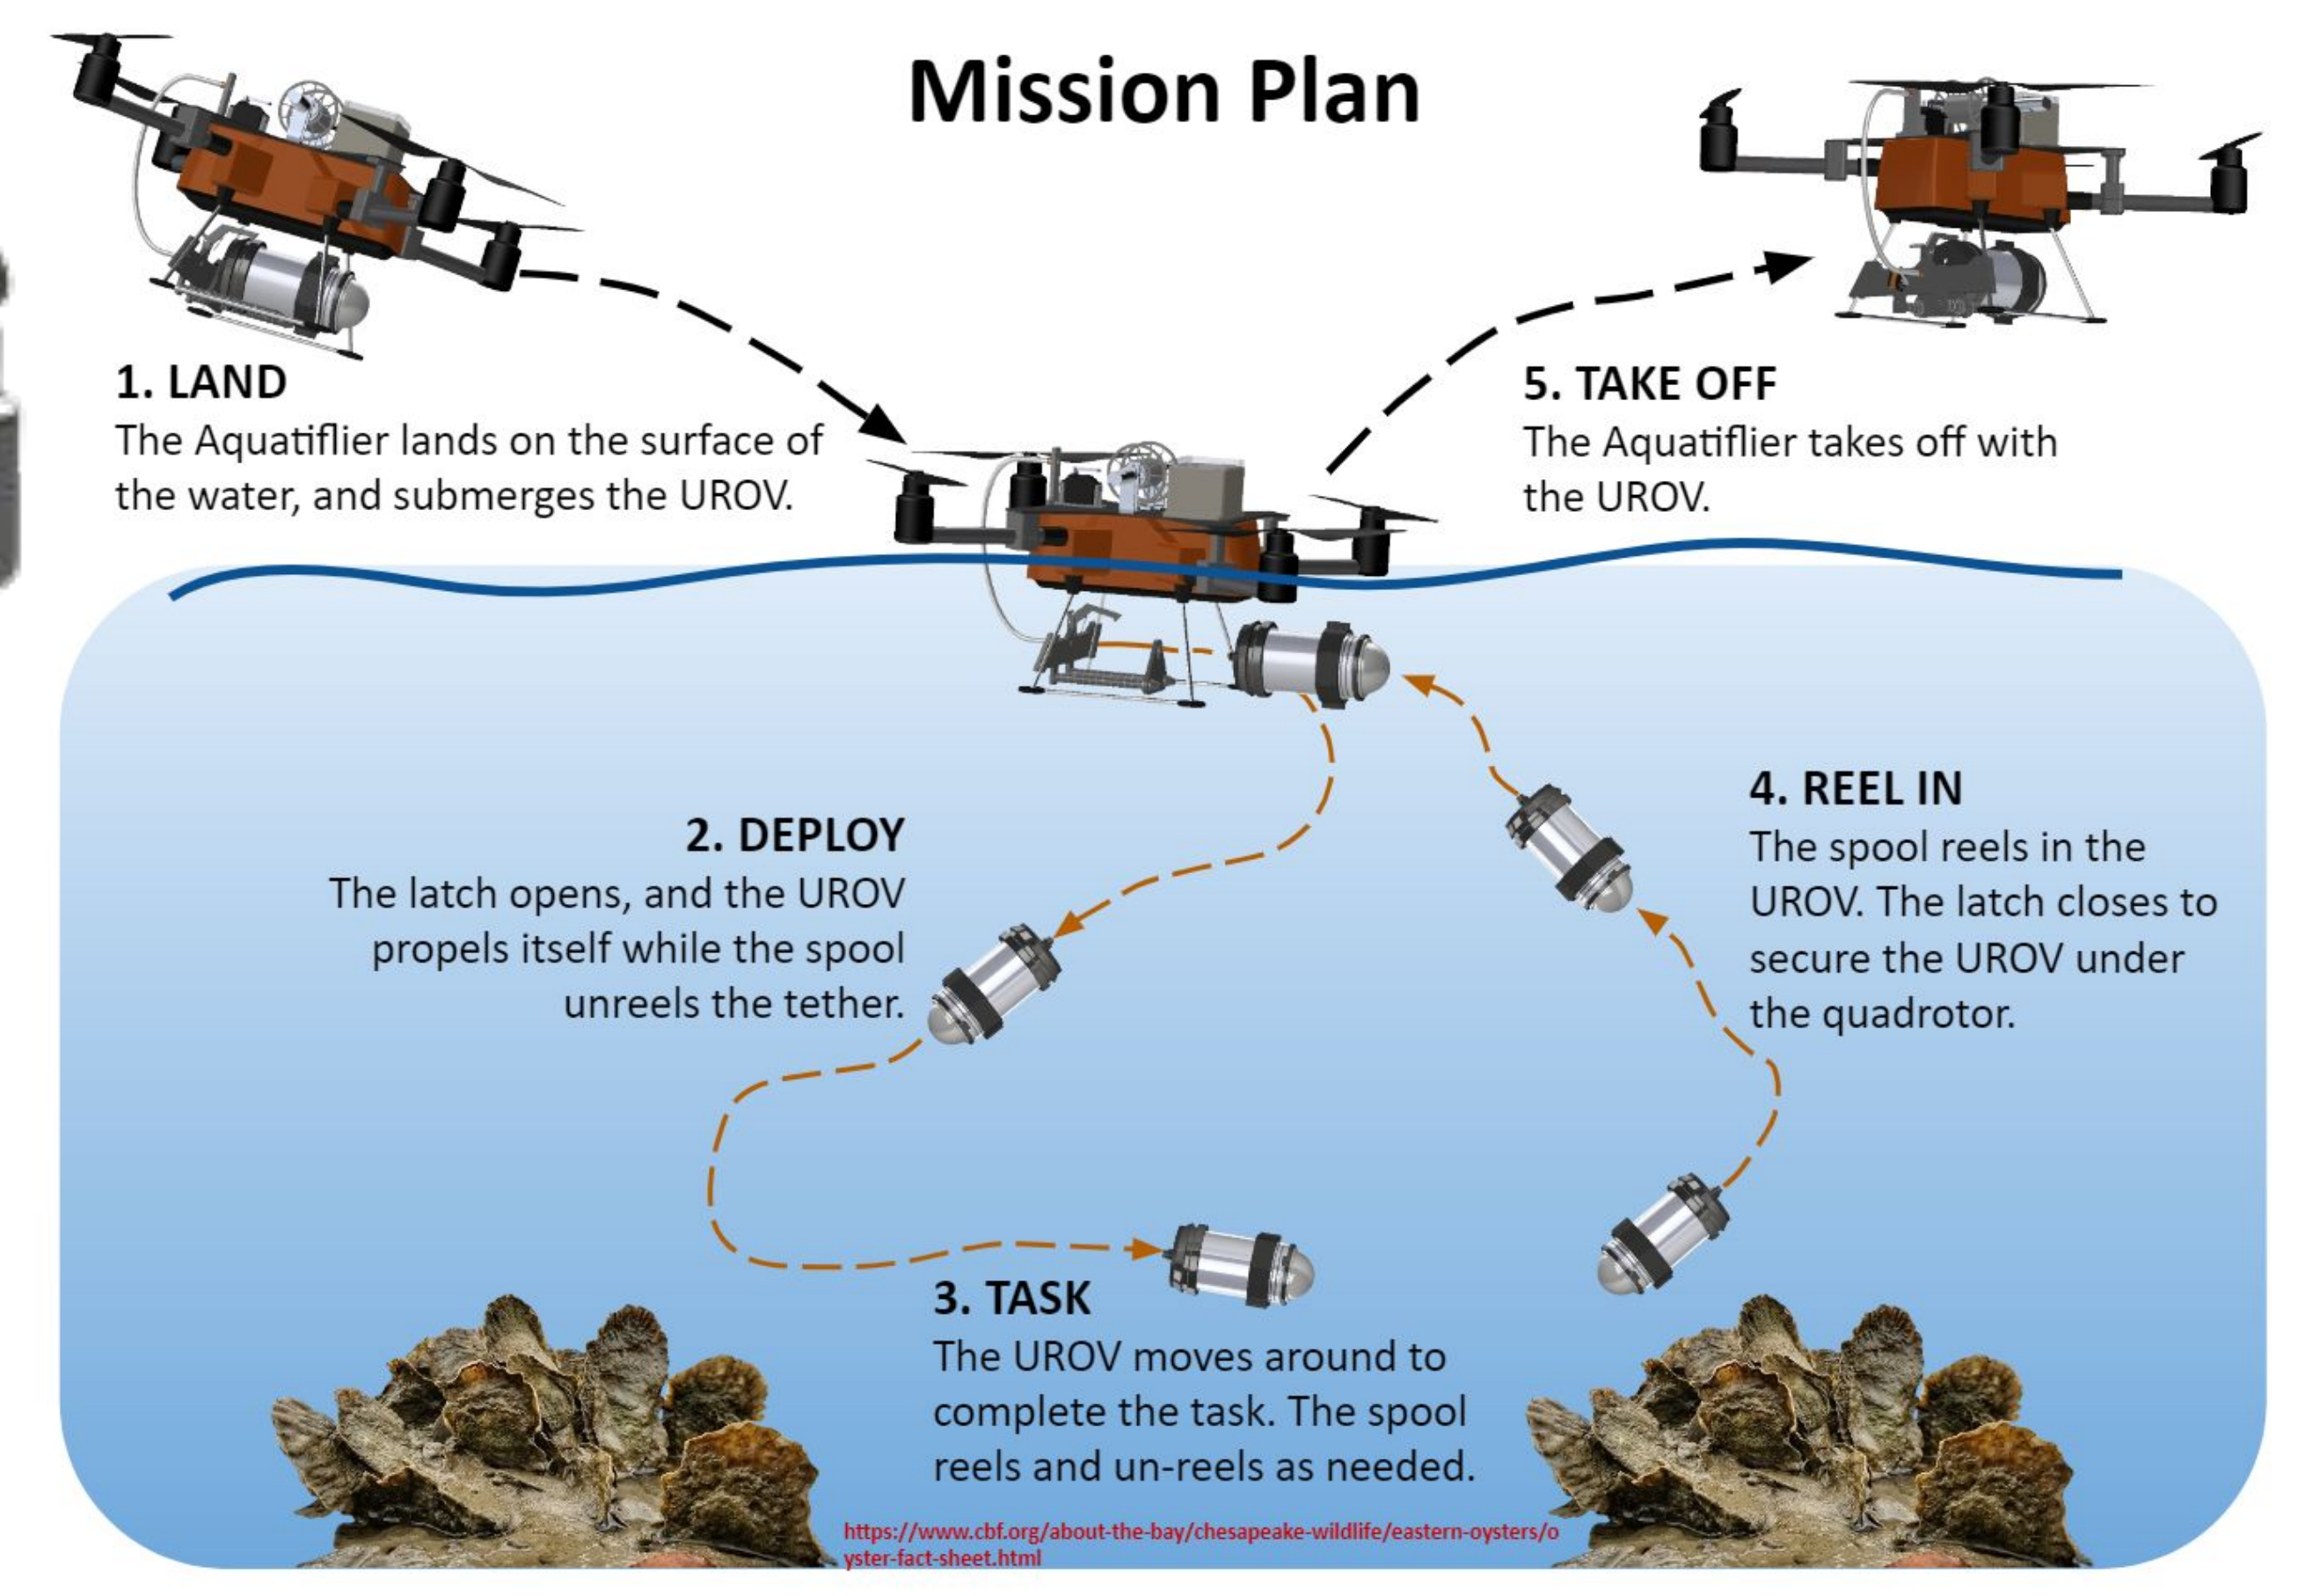 Mission Plan
1. LAND
The Aquatiflier lands on the surface of
the water, and submerges the UROV.
5. TAKE OFF
The Aquatiflier takes off with
the UROV.
2. DEPLOY
The latch opens, and the UROV
propels itself while the spool
unreels the tether.
4. REEL IN
The spool reels in the
UROV. The latch closes to
secure the UROV under
the quadrotor.
3. TASK
The UROV moves around to
complete the task. The spool
reels and un-reels as needed.
https://www.cbf.org/about-the-bay/chesapeake-wildlife/eastern-oysters/o
yster-fact-sheet.html